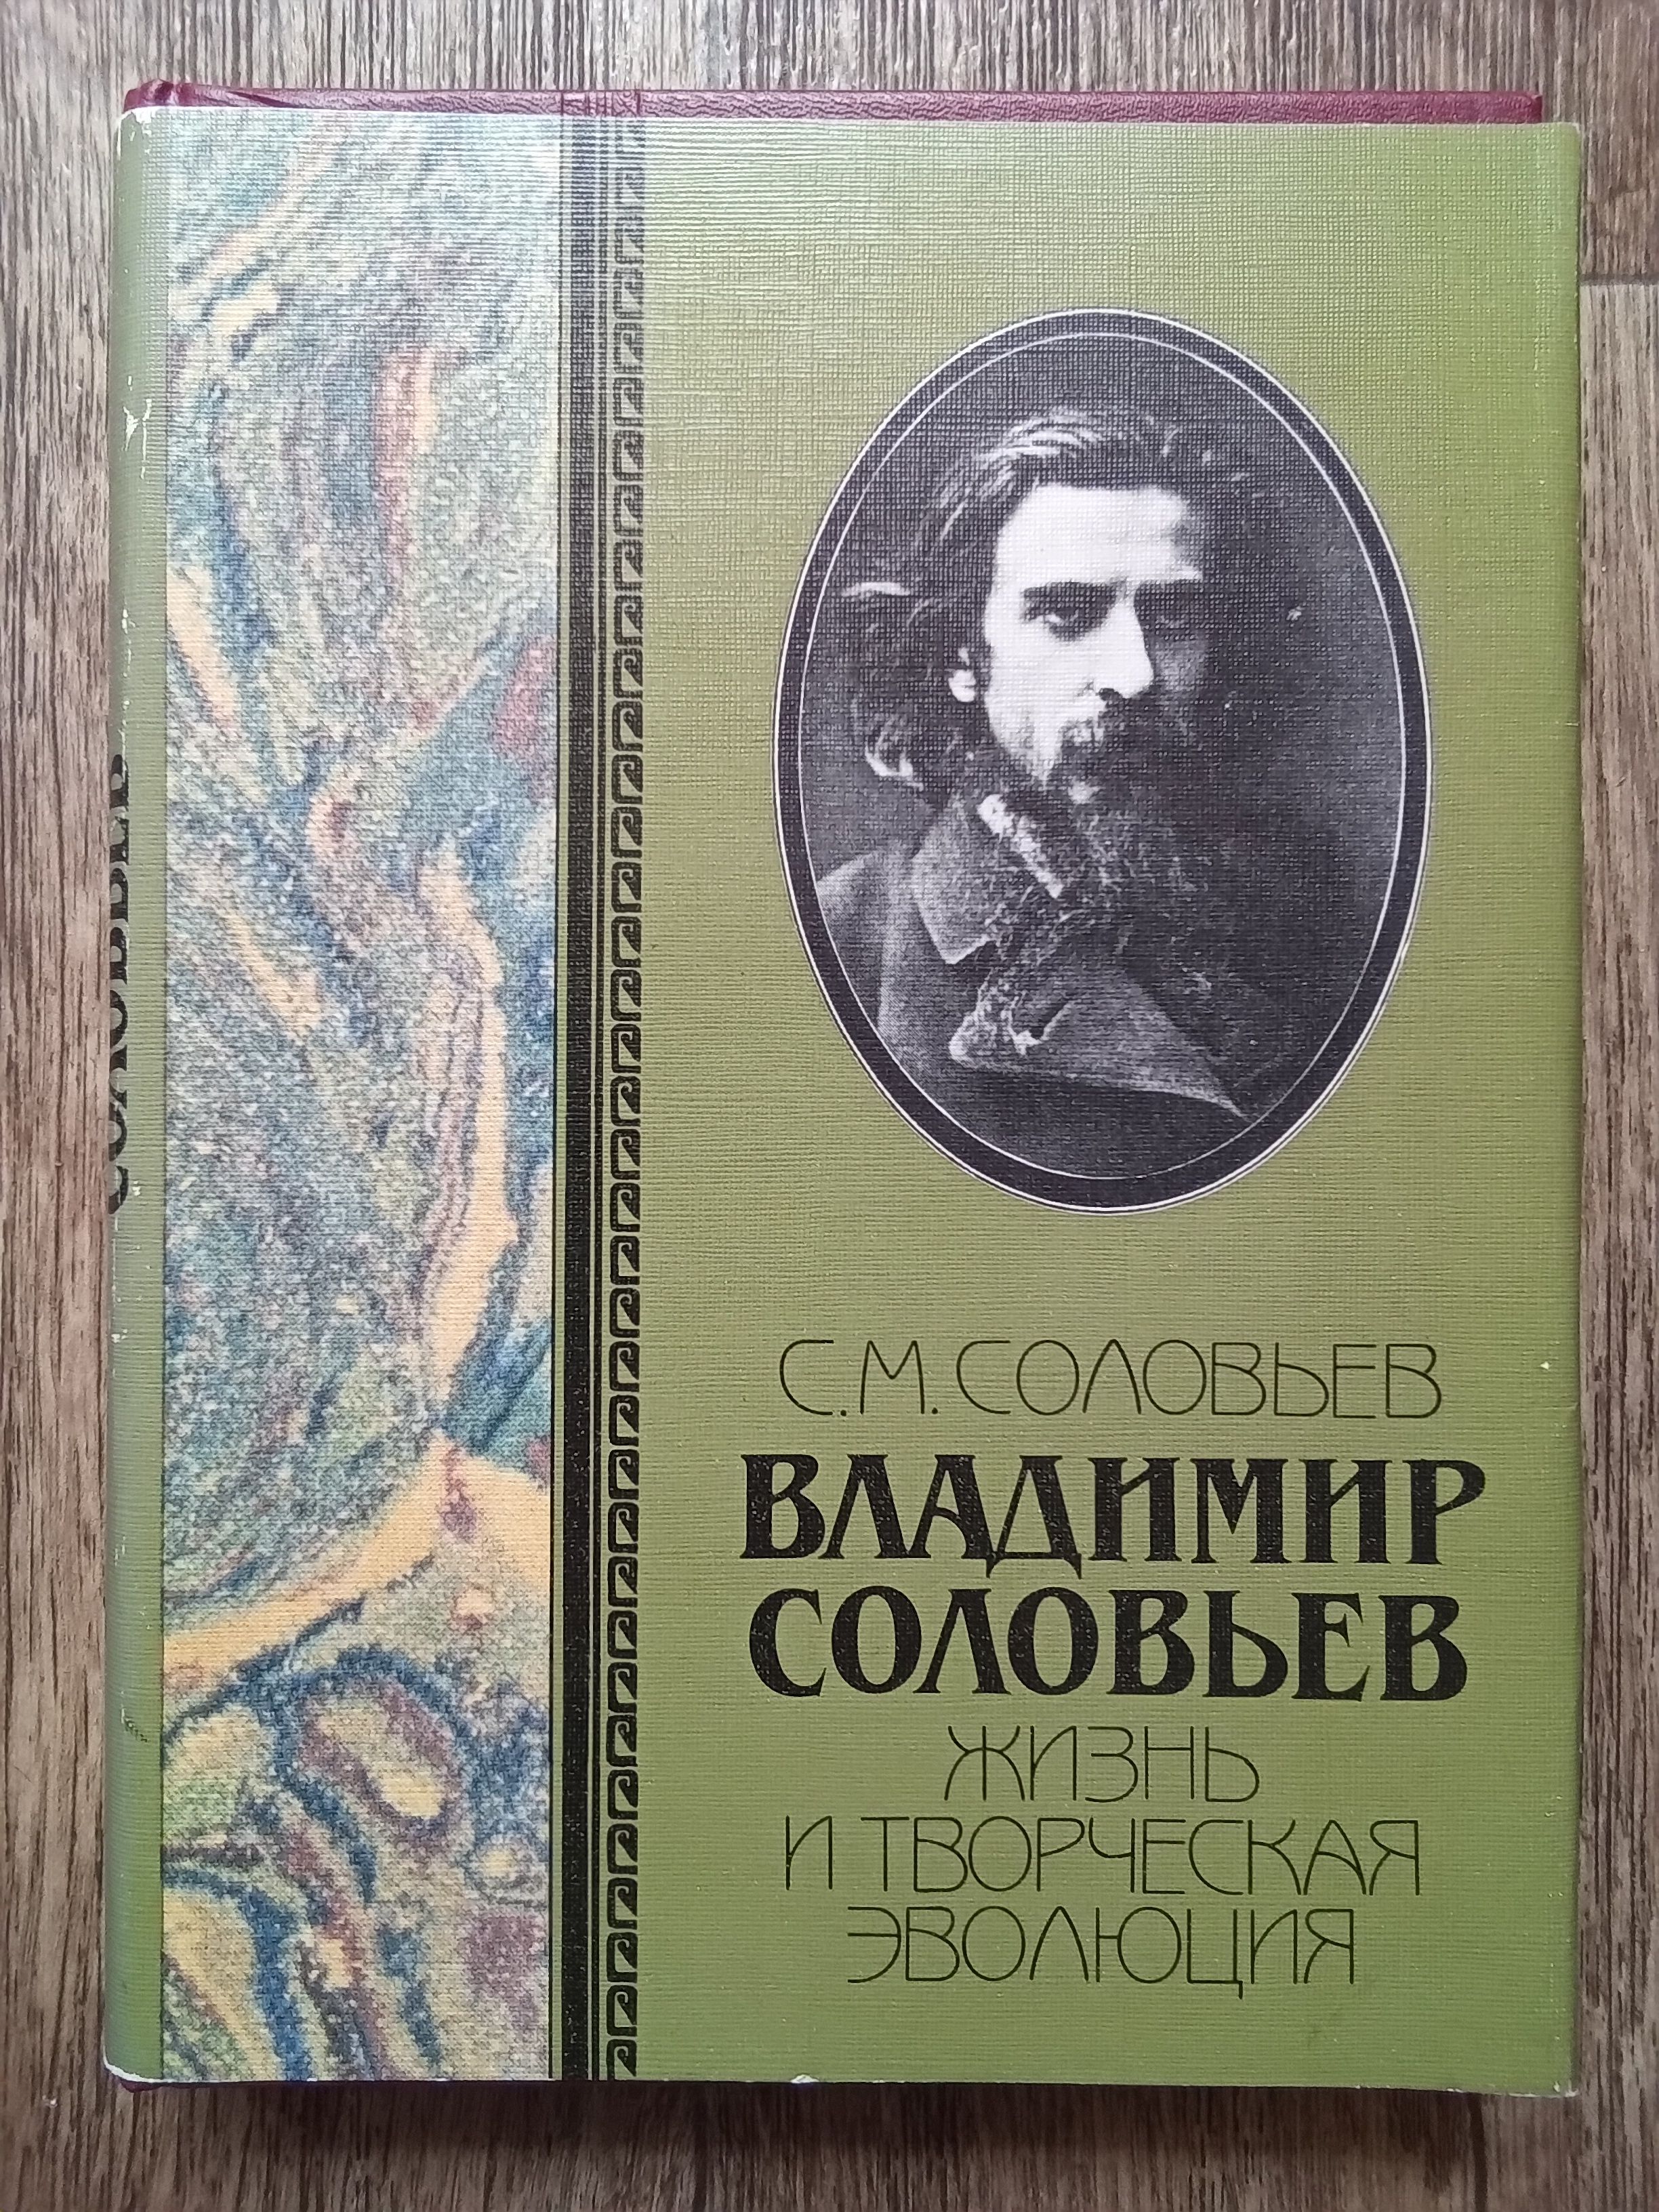 СОЛОВЬЕВ
С.М. СОЛОВЬЕВ
ВЛАДИМИР
СОЛОВЬЕВ
ЖИЗНЬ
И ТВОРЧЕСКАЯ
ЭВОЛЮЦИЯ